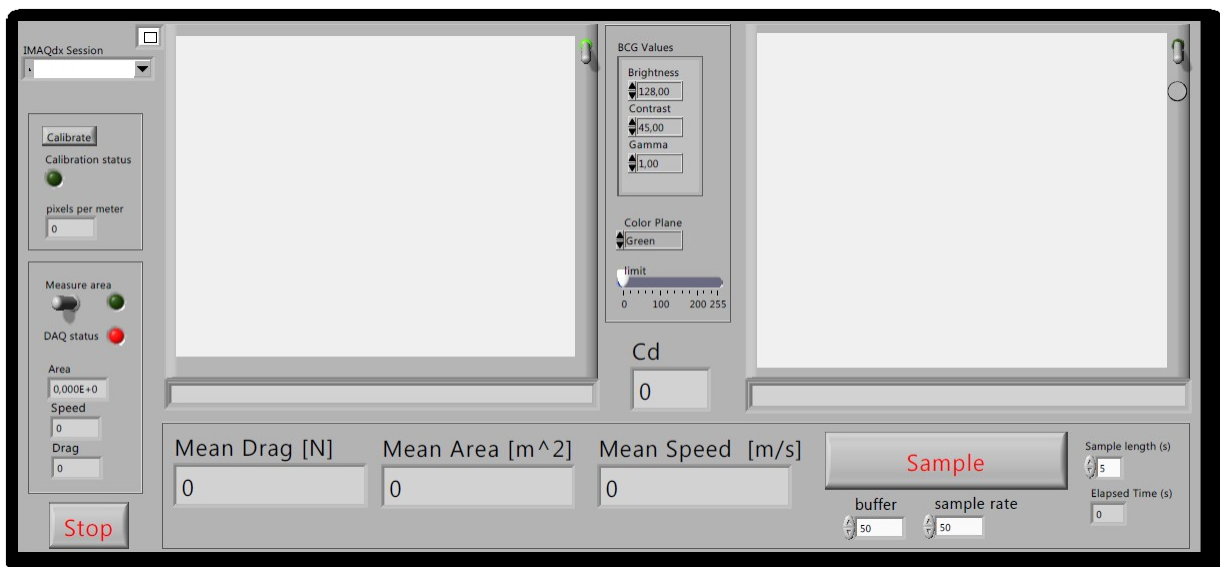 IMAQdx Session
Calibrate
Calibration status
pixels per meter
0
Measure area
DAQ status
Area
0,000E+0
Speed
0
Drag
0
Stop
BCG Values
Brightness
128,00
Contrast
45,00
Gamma
1,00
Color Plane
Green
limit
0 100 200 255
Cd
0
Mean Drag [N]
0
Mean Area [m^2]
0
Mean Speed [m/s]
0
Sample
buffer
50
sample rate
50
Sample length (s)
5
Elapsed Time (s)
0